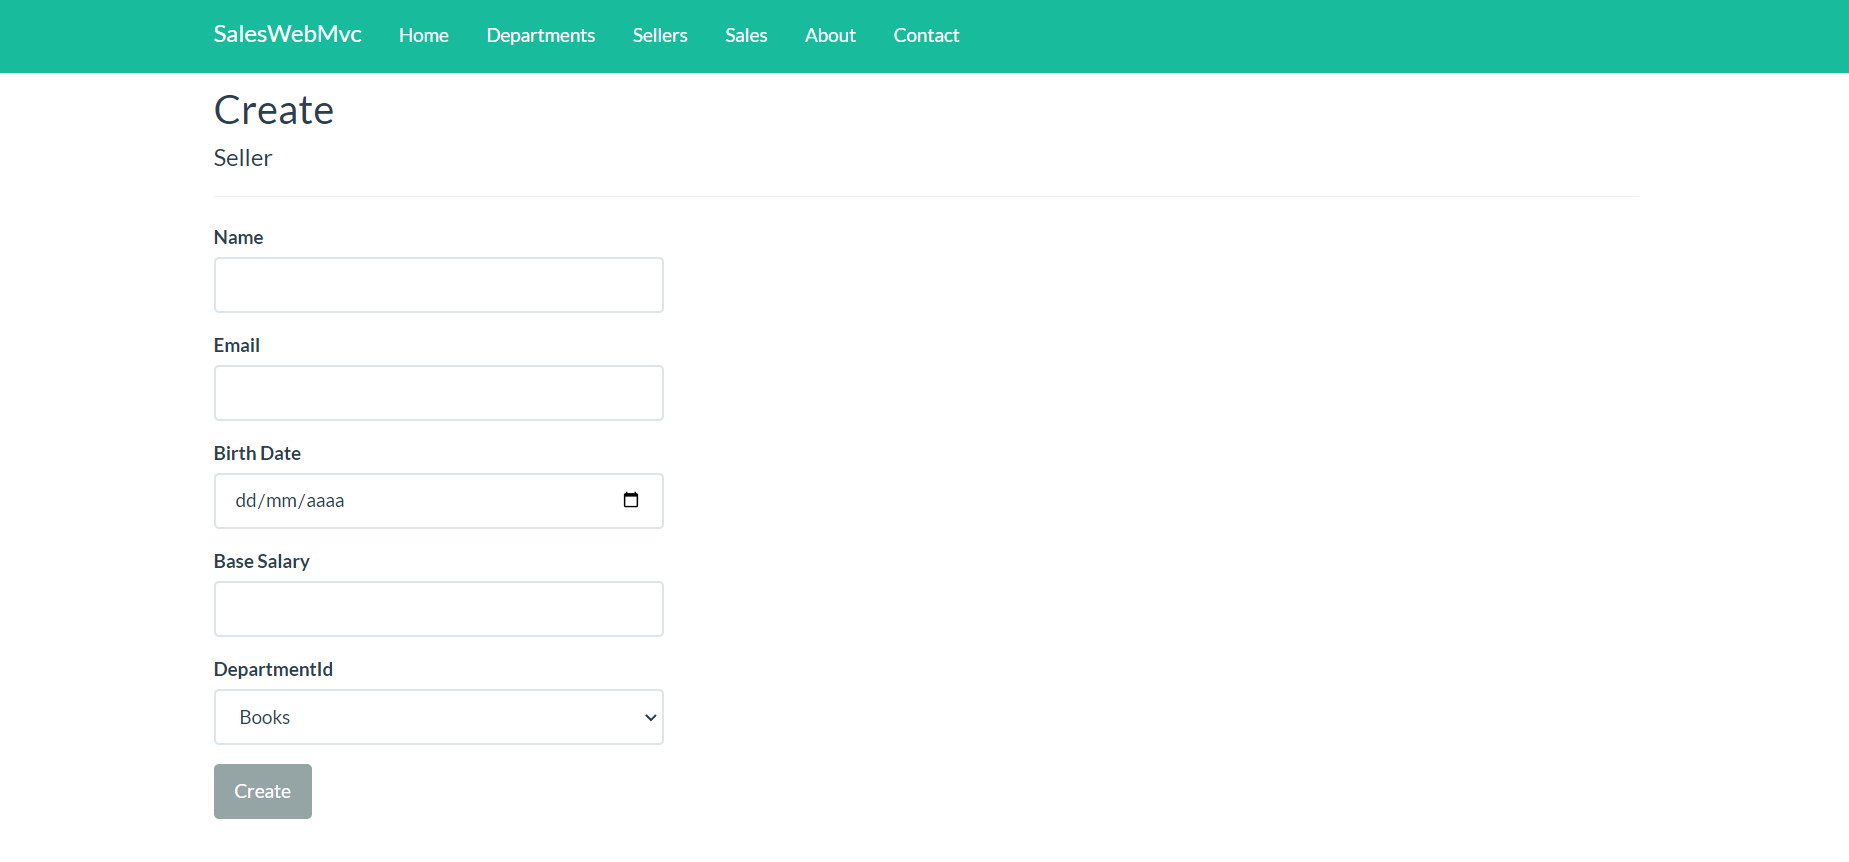 SalesWebMvc Home Departments Sellers Sales About Contact
Create
Seller
Name
Email
Birth Date
dd/mm/aaaa
Base Salary
DepartmentId
Books
Create